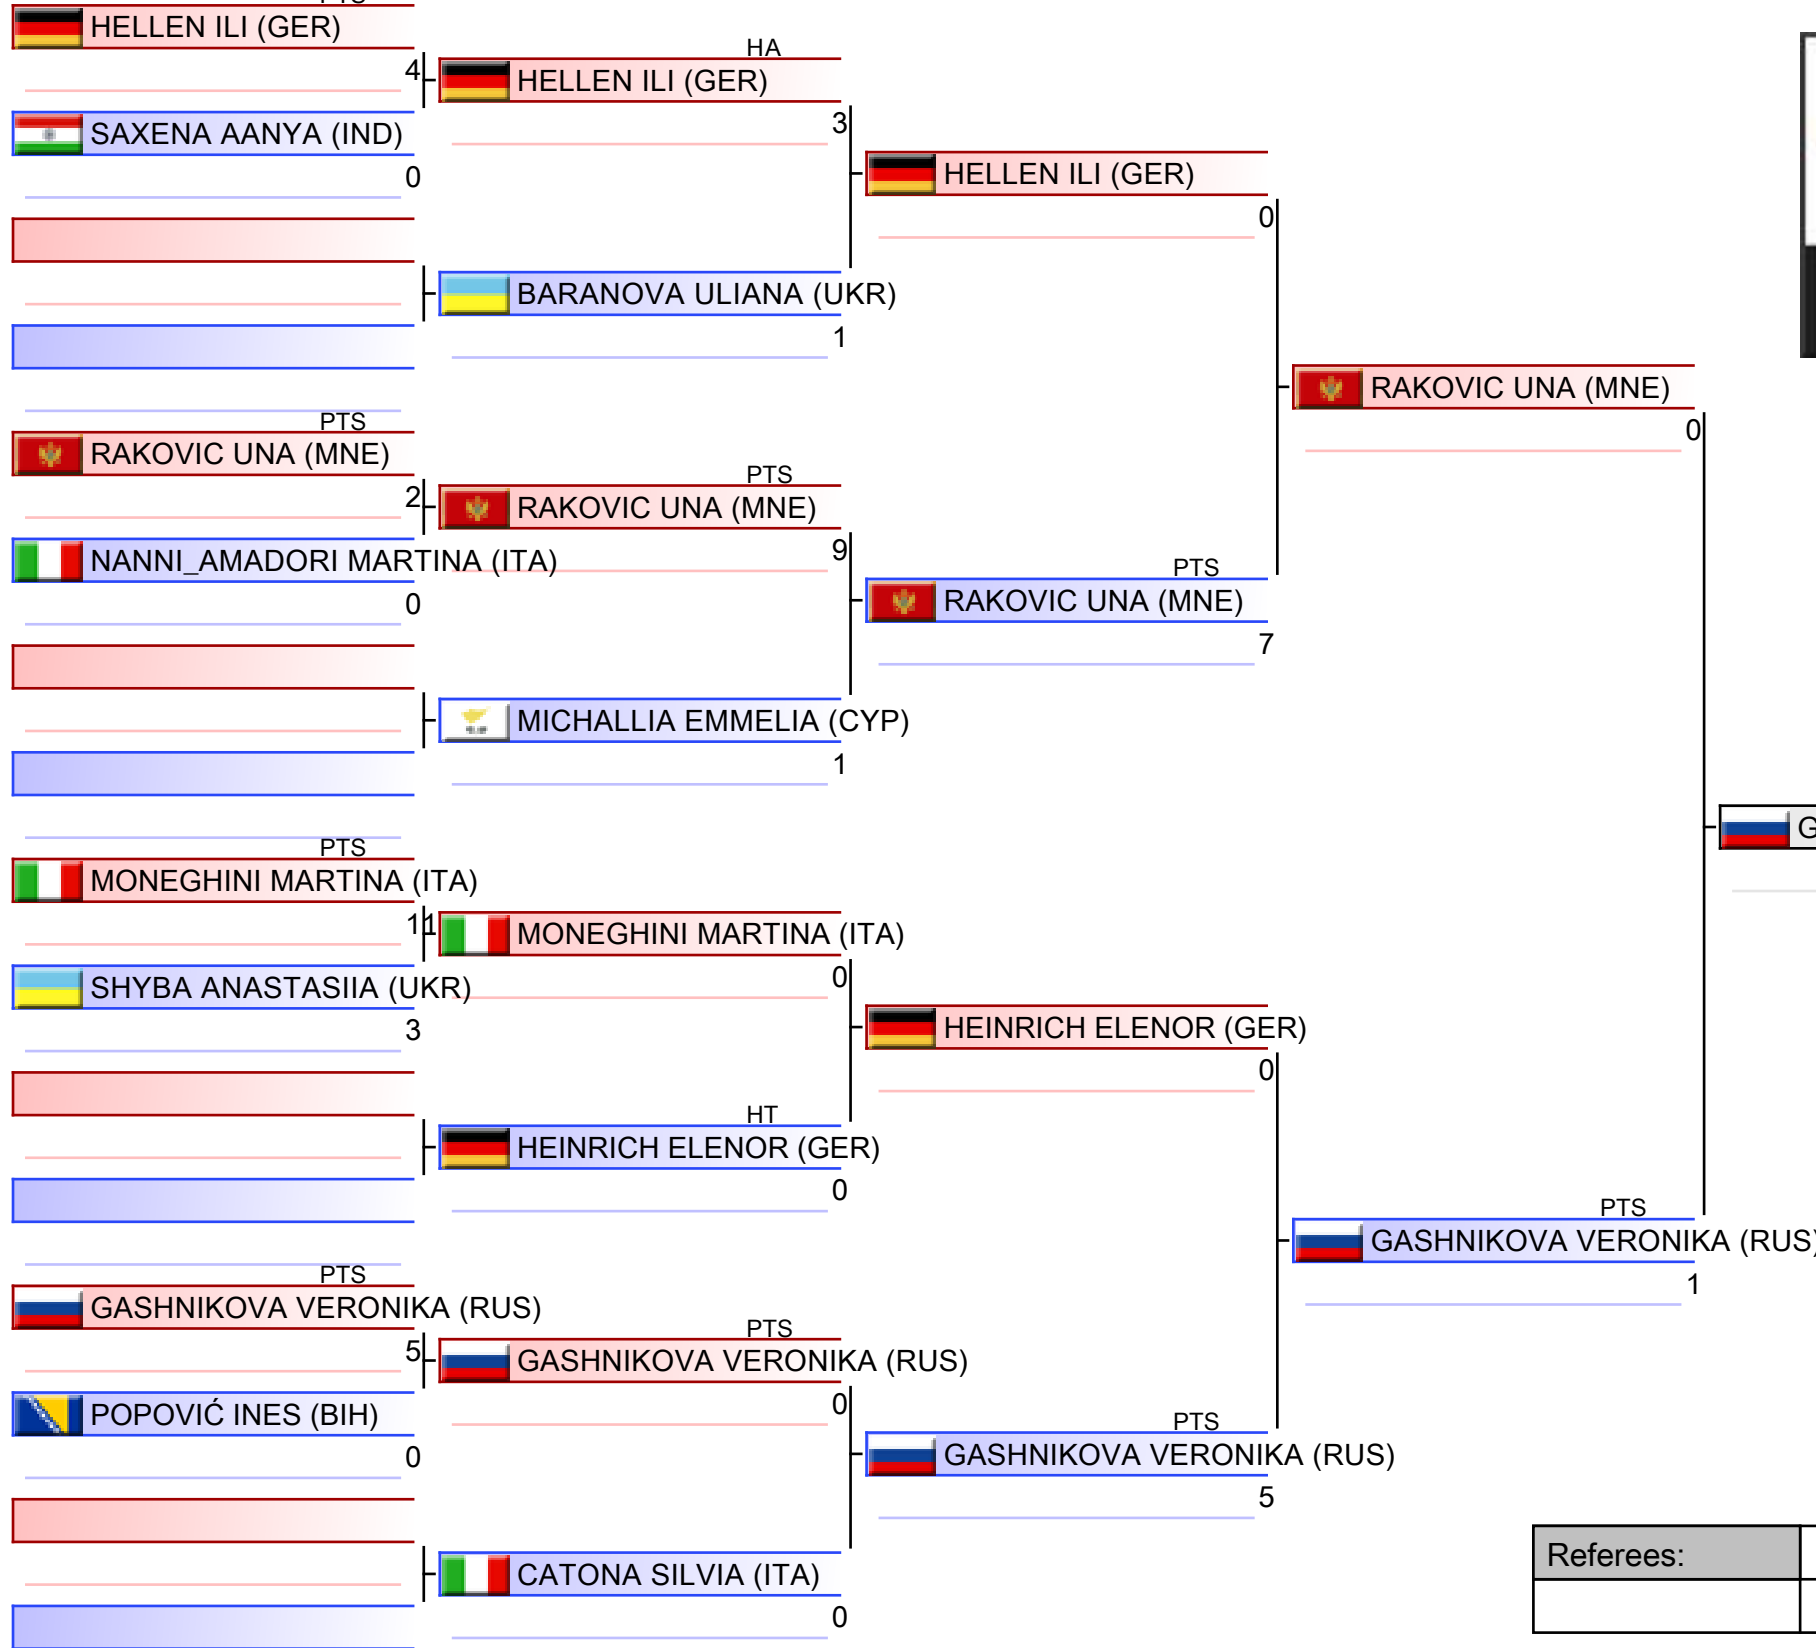 PTS
HELLEN ILI (GER)
4
SAXENA AANYA (IND)
0
PTS
RAKOVIC UNA (MNE)
2
NANNI_AMADORI MARTINA (ITA)
0
PTS
MONEGHINI MARTINA (ITA)
11
SHYBA ANASTASIIA (UKR)
3
PTS
GASHNIKOVA VERONIKA (RUS)
5
POPOVIĆ INES (BIH)
0
HA
HELLEN ILI (GER)
3
BARANOVA ULIANA (UKR)
1
PTS
RAKOVIC UNA (MNE)
9
MICHALLIA EMMELIA (CYP)
1
MONEGHINI MARTINA (ITA)
0
HT
HEINRICH ELENOR (GER)
0
PTS
GASHNIKOVA VERONIKA (RUS)
0
CATONA SILVIA (ITA)
0
HELLEN ILI (GER)
0
PTS
RAKOVIC UNA (MNE)
7
HEINRICH ELENOR (GER)
0
PTS
GASHNIKOVA VERONIKA (RUS)
5
RAKOVIC UNA (MNE)
0
PTS
GASHNIKOVA VERONIKA (RUS)
1
G
Referees: